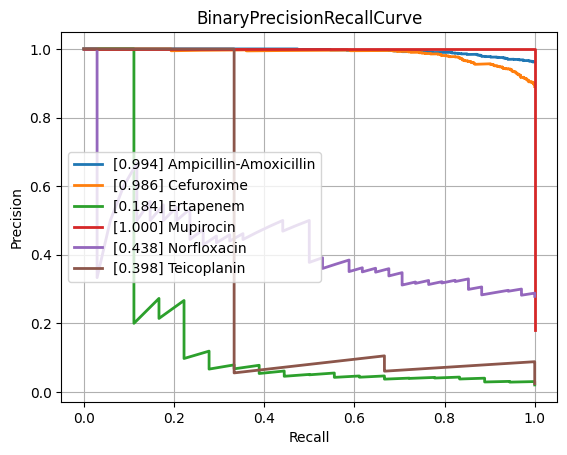 BinaryPrecisionRecallCurve
1.0
0.8
0.6
0.4
0.2
0.0
Precision
[0.994] Ampicillin-Amoxicillin
[0.986] Cefuroxime
[0.184] Ertapenem
[1.000] Mupirocin
[0.438] Norfloxacin
[0.398] Teicoplanin
0.0 0.2 0.4 0.6 0.8 1.0
Recall